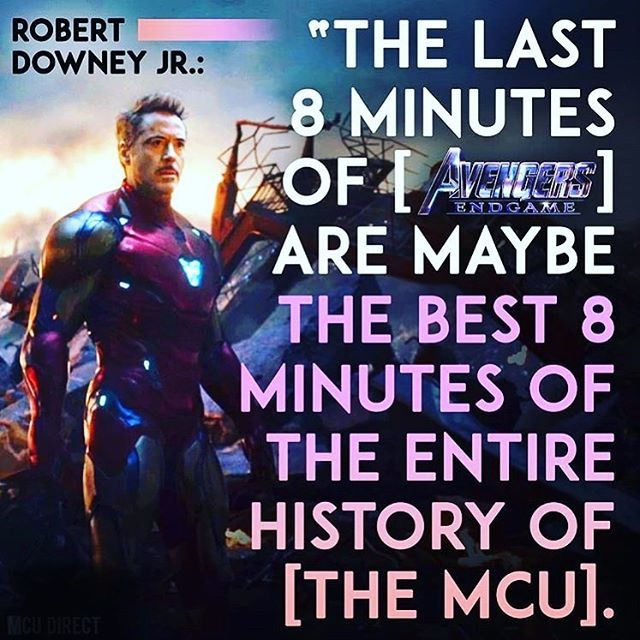 ROBERT
DOWNEY JR.:
"THE LAST
8 MINUTES
OF [AVENGERS
ENDGAME]
ARE MAYBE
THE BEST 8
MINUTES OF
THE ENTIRE
HISTORY OF
[THE MCU].
MCU DIRECT